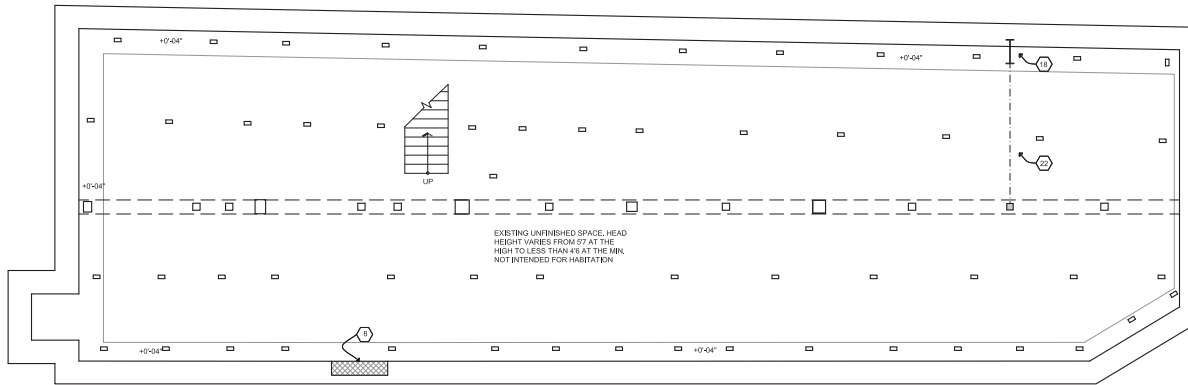 +0'-04"
+0'-04"
18
22
UP
+0'-04"
EXISTING UNFINISHED SPACE. HEAD
HEIGHT VARIES FROM 5'7 AT THE
HIGH TO LESS THAN 4'6 AT THE MIN.
NOT INTENDED FOR HABITATION
8
+0'-04"
+0'-04"